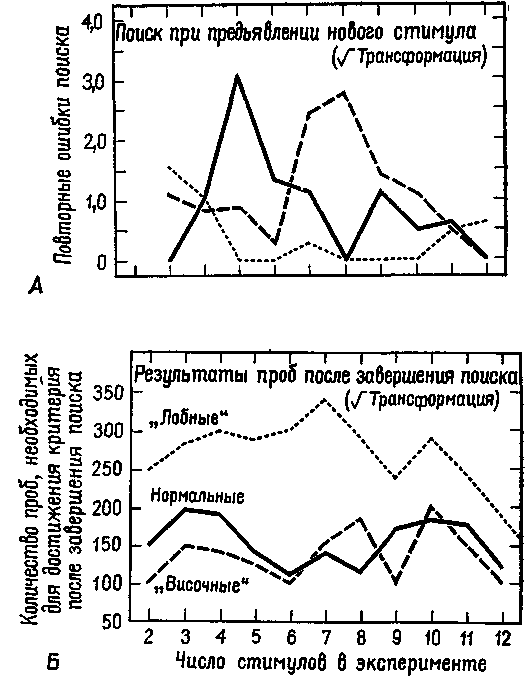 Поиск при предъявлении нового стимула
(√ Трансформация)
Повторные ошибки поиска
4,0
3,0
2,0
1,0
0
А
Результаты проб после завершения поиска
(√ Трансформация)
Количество проб, необходимых
для достижения критерия
после завершения поиска
350
300
250
200
150
100
50
„Лобные“
Нормальные
„Височные“
2 3 4 5 6 7 8 9 10 11 12
Б
Число стимулов в эксперименте